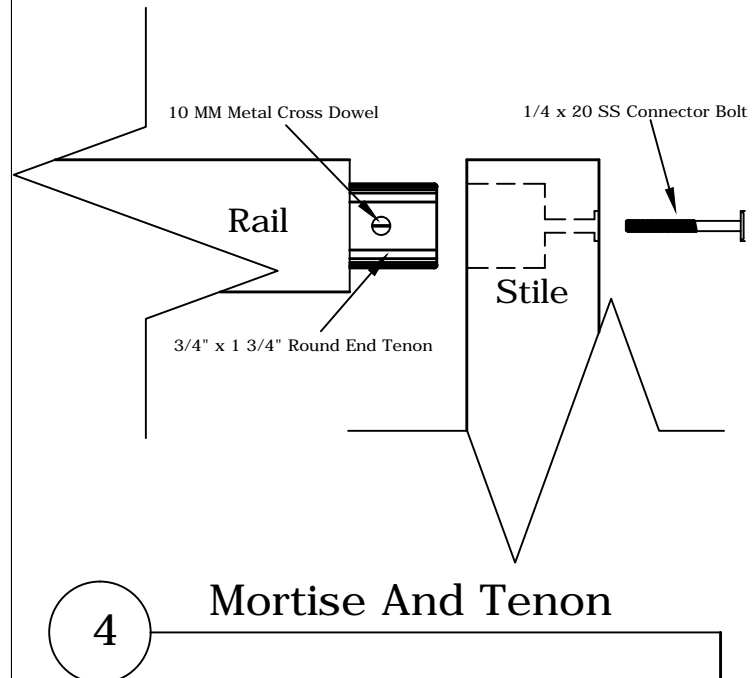 10 MM Metal Cross Dowel
1/4 x 20 SS Connector Bolt
Rail
Stile
3/4" x 1 3/4" Round End Tenon
Mortise And Tenon
4